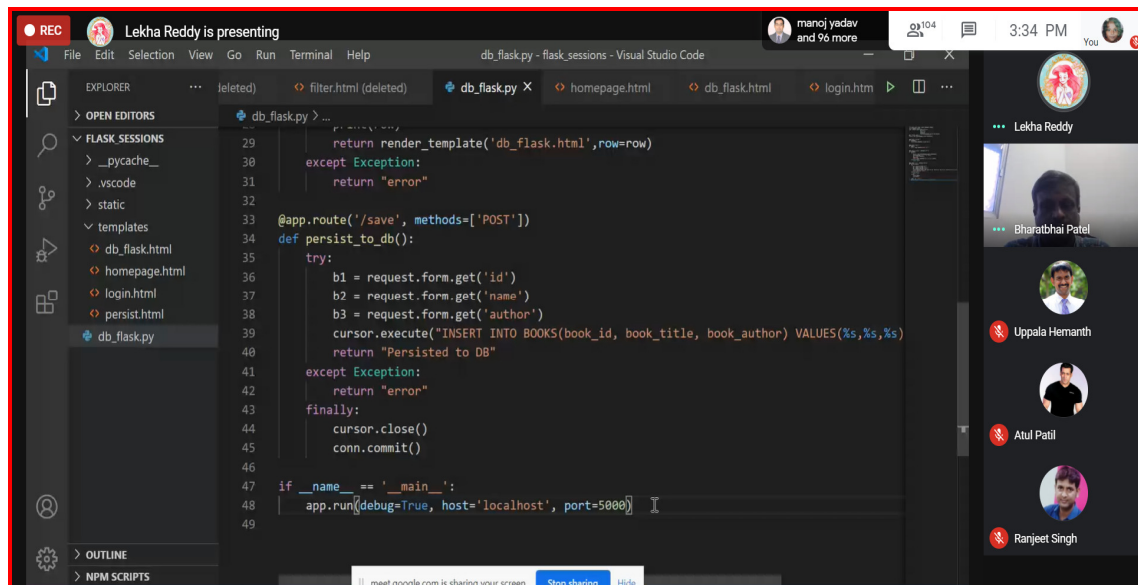 REC
Lekha Reddy is presenting
manoj yadav
and 96 more
104
3:34 PM
You
File Edit Selection View Go Run Terminal Help
db_flask.py - flask_sessions - Visual Studio Code
EXPLORER
filter.html (deleted)
db_flask.py
homepage.html
db_flask.html
login.htm
OPEN EDITORS
db_flask.py > ...
FLASK_SESSIONS
__pycache__
.vscode
static
templates
db_flask.html
homepage.html
login.html
persist.html
db_flask.py
OUTLINE
NPM SCRIPTS
29 return render_template('db_flask.html',row=row)
30 except Exception:
31 return "error"
32
33 @app.route('/save', methods=['POST'])
34 def persist_to_db():
35 try:
36 b1 = request.form.get('id')
37 b2 = request.form.get('name')
38 b3 = request.form.get('author')
39 cursor.execute("INSERT INTO BOOKS(book_id, book_title, book_author) VALUES(%s,%s,%s)
40 return "Persisted to DB"
41 except Exception:
42 return "error"
43 finally:
44 cursor.close()
45 conn.commit()
46
47 if __name__ == '__main__':
48 app.run(debug=True, host='localhost', port=5000)
49
meet.google.com is sharing your screen.
Stop sharing
Hide
Lekha Reddy
Bharatbhai Patel
Uppala Hemanth
Atul Patil
Ranjeet Singh